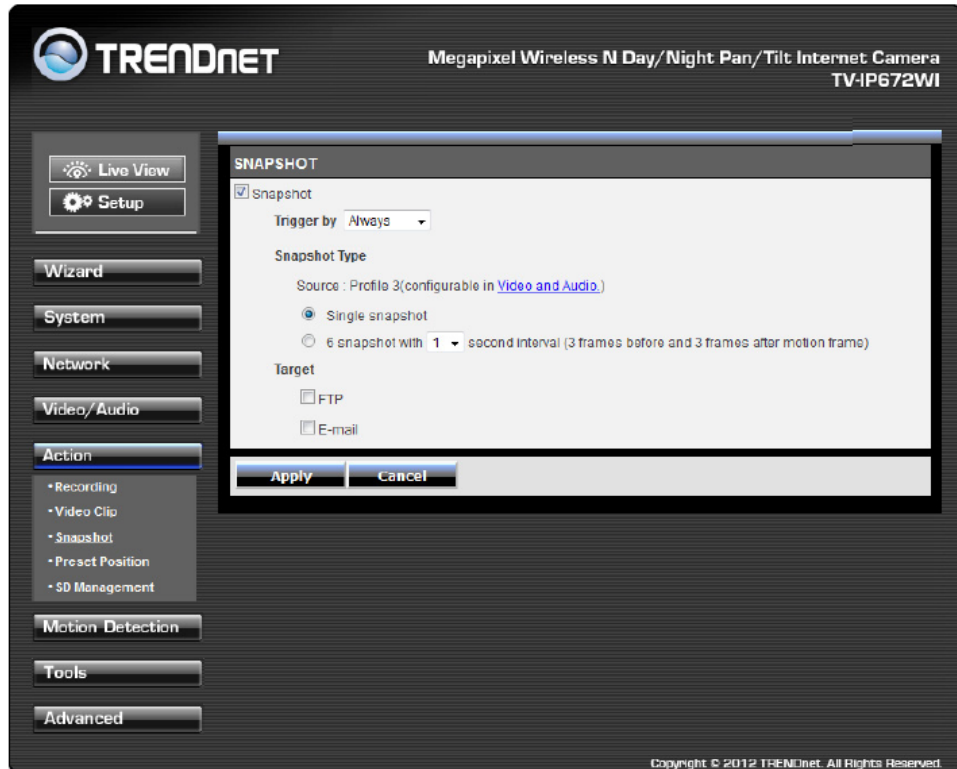 TRENDNET
Megapixel Wireless N Day/Night Pan/Tilt Internet Camera
TV-IP672WI
Live View
Setup
Wizard
System
Network
Video/Audio
Action
•Recording
•Video Clip
•Snapshot
•Preset Position
•SD Management
Motion Detection
Tools
Advanced
SNAPSHOT
Snapshot
Trigger by Always
Snapshot Type
Source : Profile 3(configurable in Video and Audio.)
Single snapshot
6 snapshot with 1 second interval (3 frames before and 3 frames after motion frame)
Target
FTP
E-mail
Apply Cancel
Copyright © 2012 TRENDnet. All Rights Reserved.